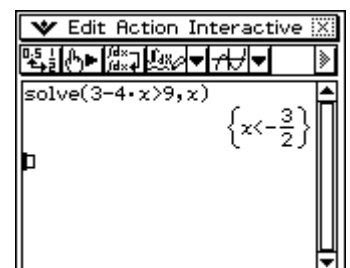 Edit Action Interactive
solve(3-4·x>9,x)
{x<-3/2}